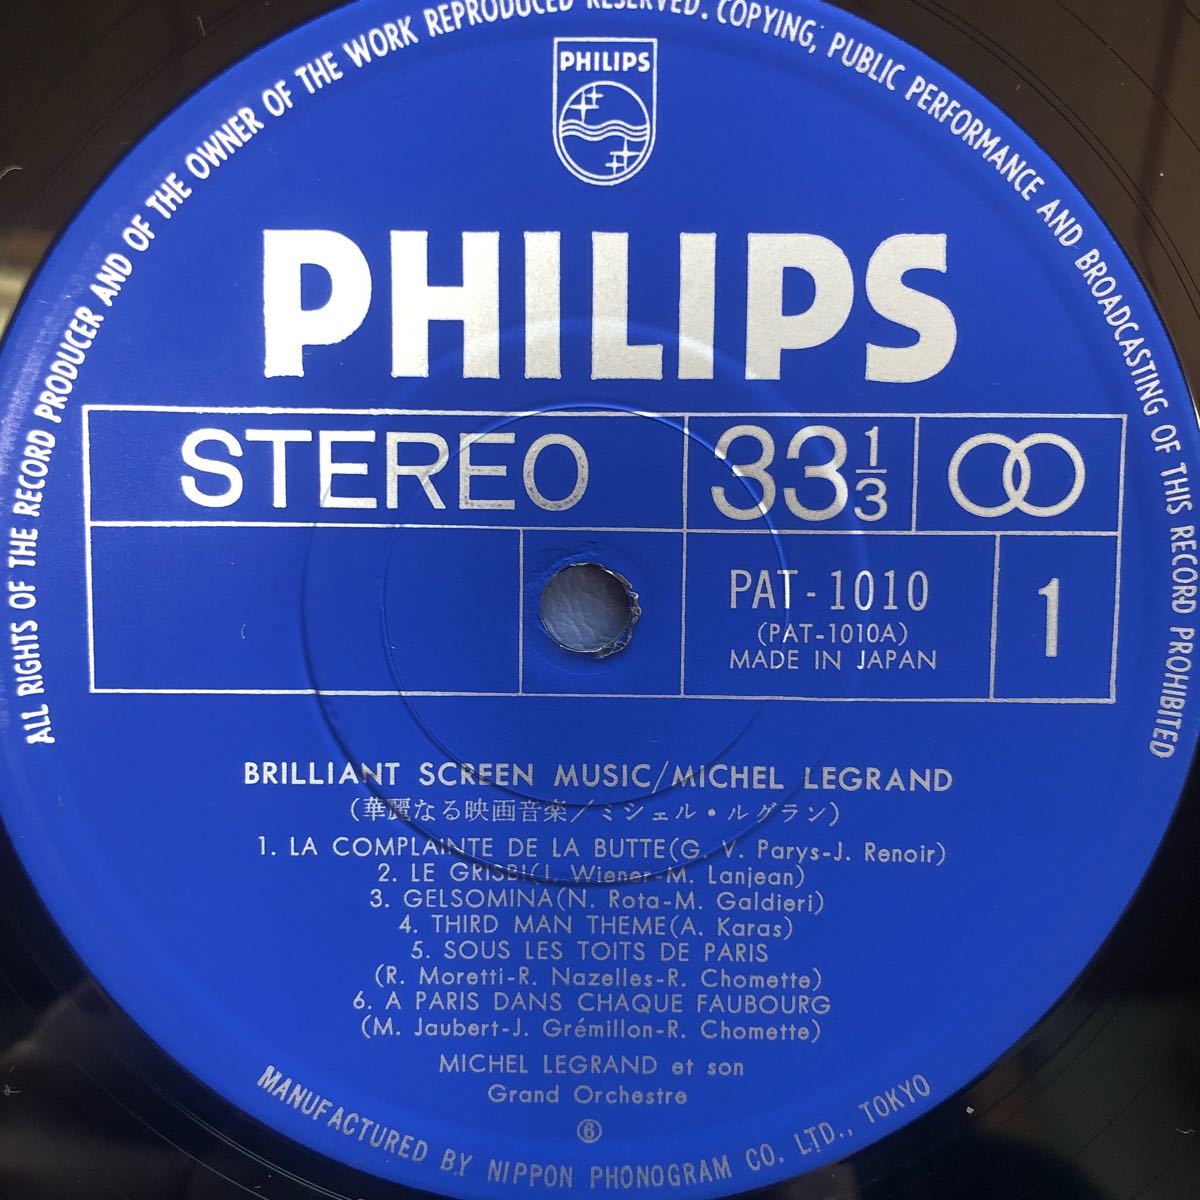 ALL RIGHTS OF THE RECORD PRODUCER AND OF THE OWNER OF THE WORK REPRODUCED RESERVED. COPYING, PUBLIC PERFORMANCE AND BROADCASTING OF THIS RECORD PROHIBITED
PHILIPS
PHILIPS
STEREO
33 1/3
PAT-1010
(PAT-1010A)
MADE IN JAPAN
1
BRILLIANT SCREEN MUSIC/MICHEL LEGRAND
(華麗なる映画音楽/ミシェル・ルグラン)
1. LA COMPLAINTE DE LA BUTTE(G. V. Parys-J. Renoir)
2. LE GRISBI(J. Wiener-M. Lanjean)
3. GELSOMINA(N. Rota-M. Galdieri)
4. THIRD MAN THEME(A. Karas)
5. SOUS LES TOITS DE PARIS
(R. Moretti-R. Nazelles-R. Chomette)
6. A PARIS DANS CHAQUE FAUBOURG
(M. Jaubert-J. Grémillon-R. Chomette)
MICHEL LEGRAND et son
Grand Orchestre
MANUFACTURED BY NIPPON PHONOGRAM CO. LTD., TOKYO